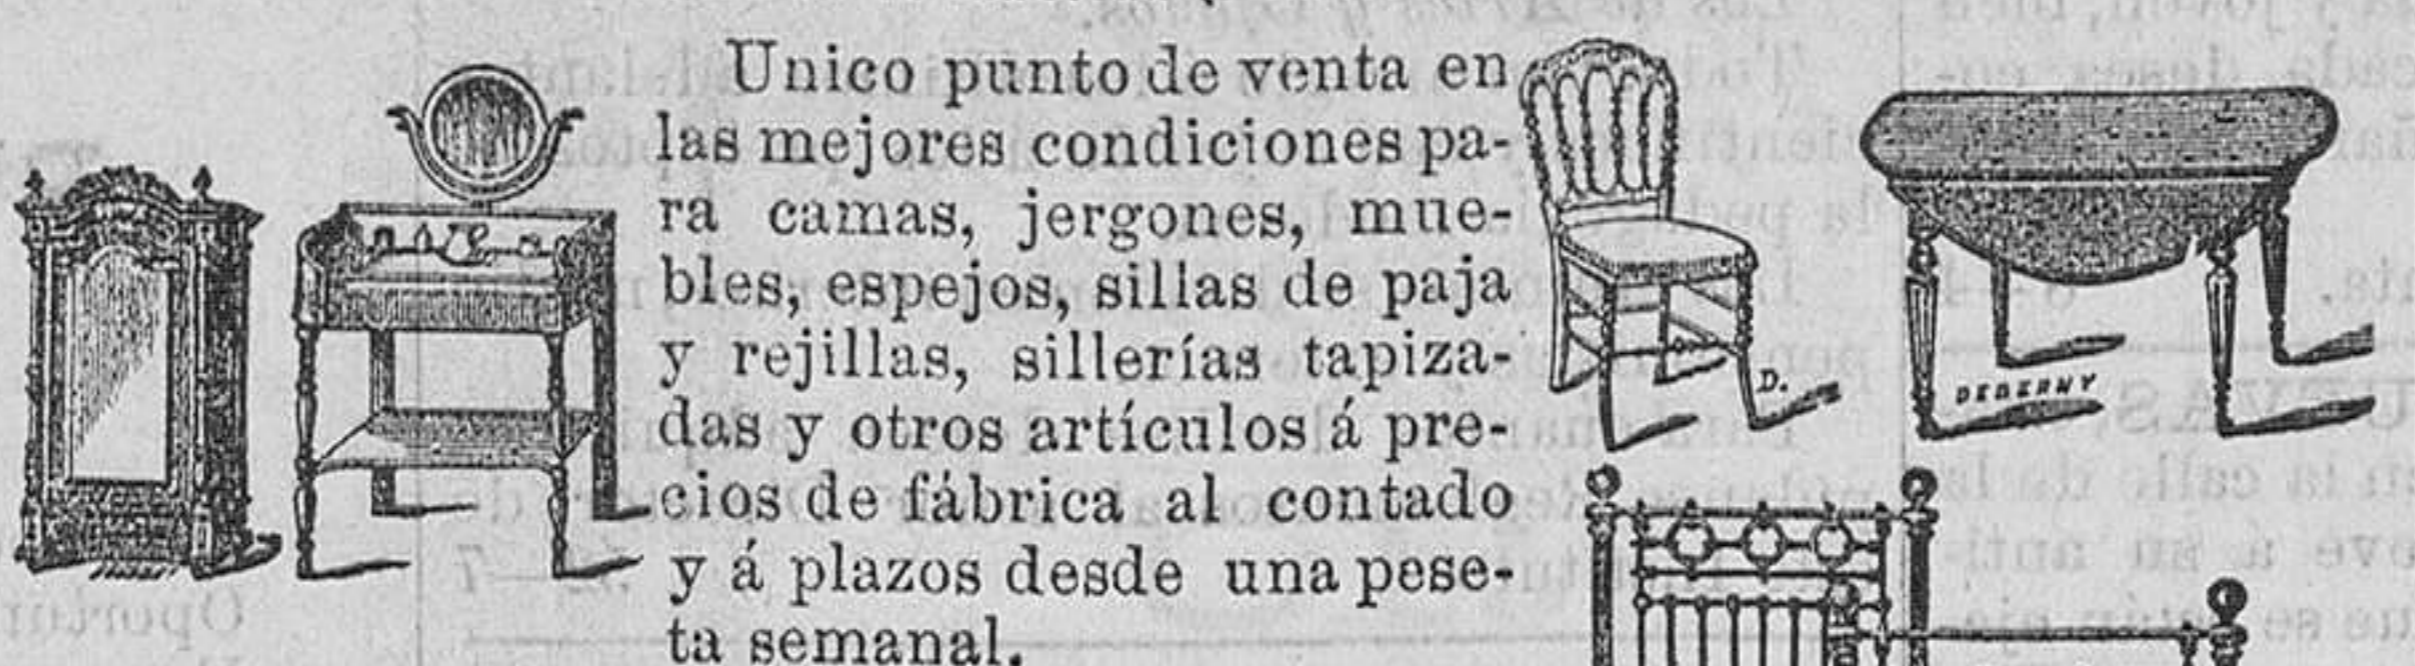 Unico punto de venta en
las mejores condiciones pa-
ra camas, jergones, mue-
bles, espejos, sillas de paja
y rejillas, sillerías tapiza-
das y otros artículos á pre-
cios de fábrica al contado
y á plazos desde una pese-
ta semanal.
D.
DEBERNY